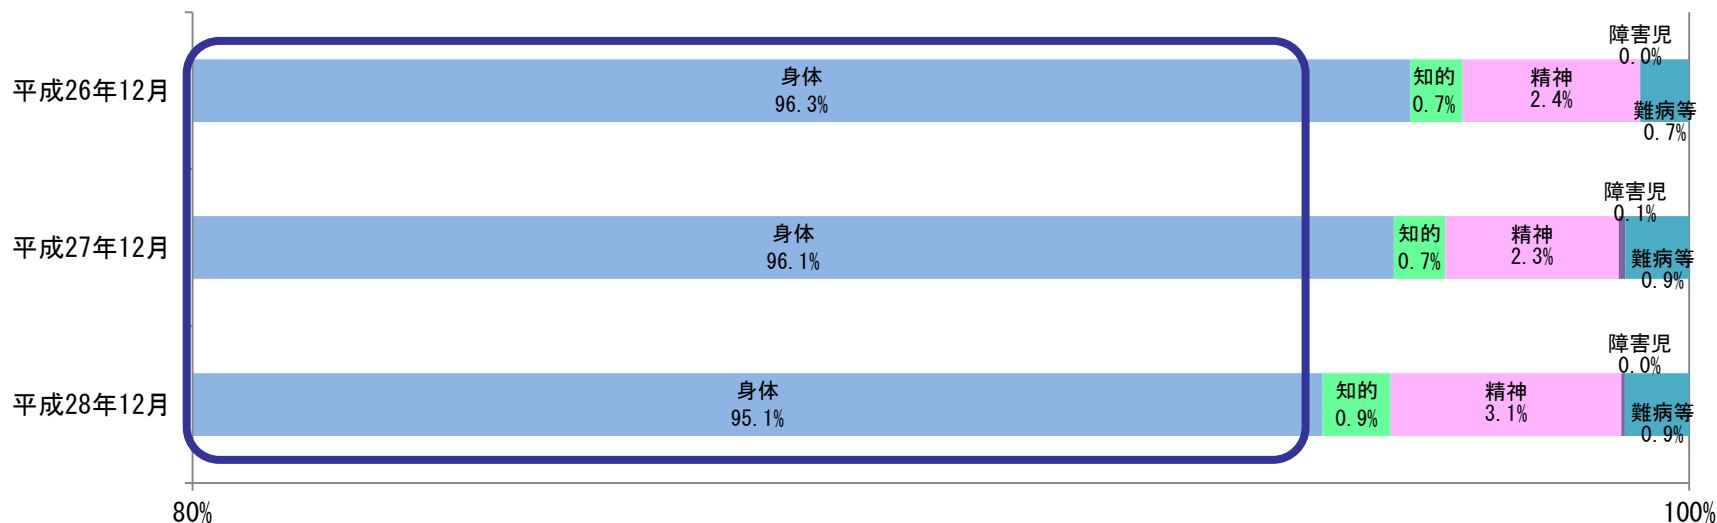 障害児
0.0%
平成26年12月
身体
96.3%
知的
0.7%
精神
2.4%
難病等
0.7%
障害児
0.1%
平成27年12月
身体
96.1%
知的
0.7%
精神
2.3%
難病等
0.9%
障害児
0.0%
平成28年12月
身体
95.1%
知的
0.9%
精神
3.1%
難病等
0.9%
80%
100%